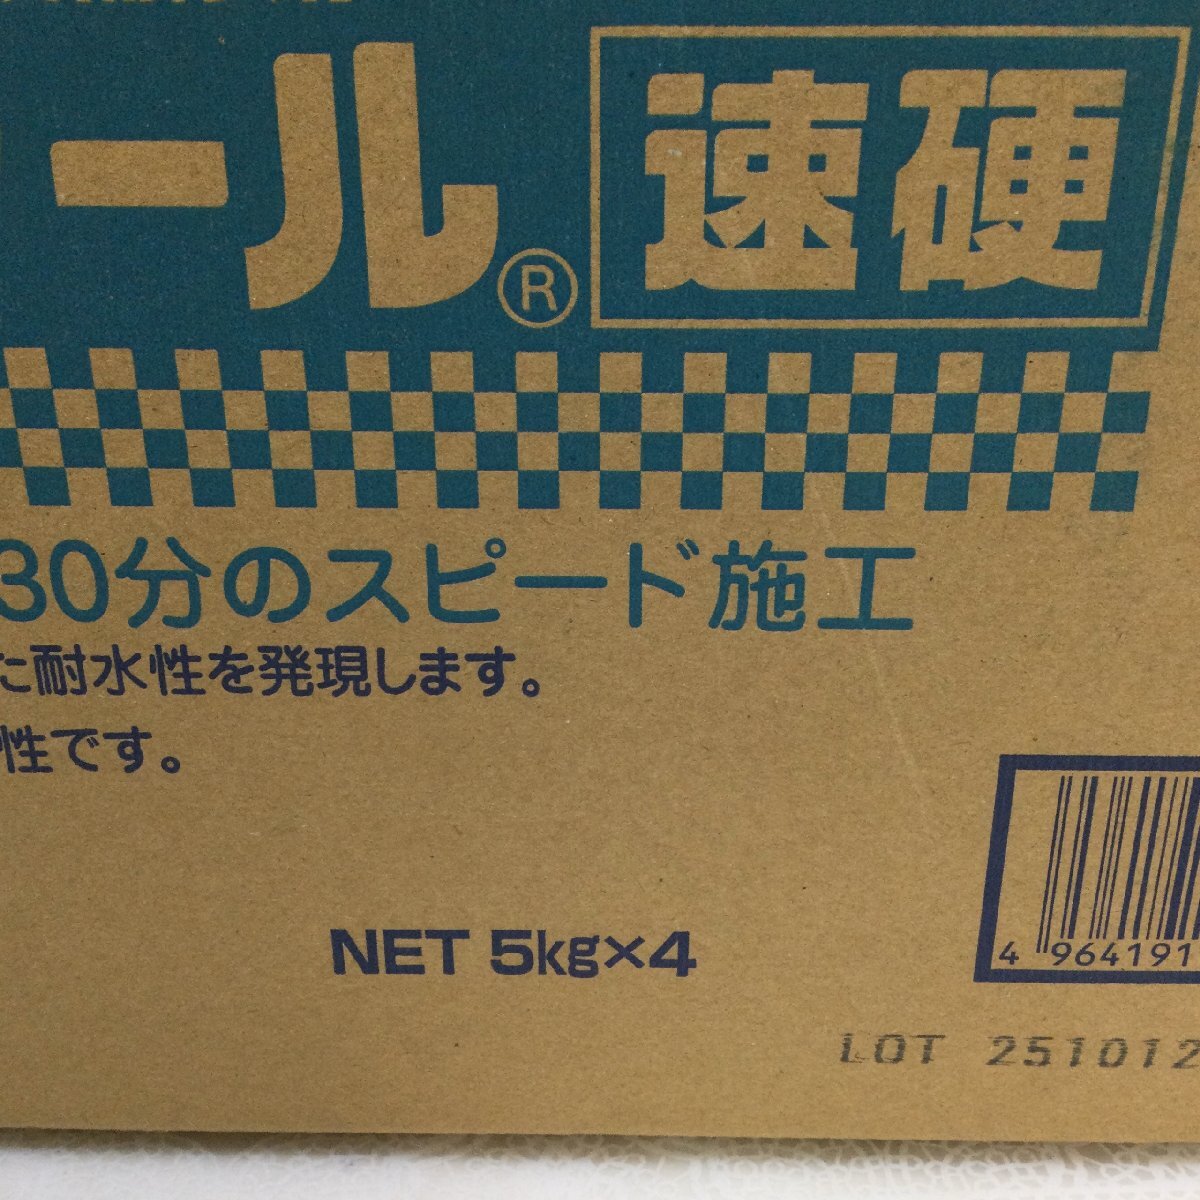 ール® 速硬
30分のスピード施工
た耐水性を発現します。
性です。
NET 5kg×4
4 964191
LOT 251012